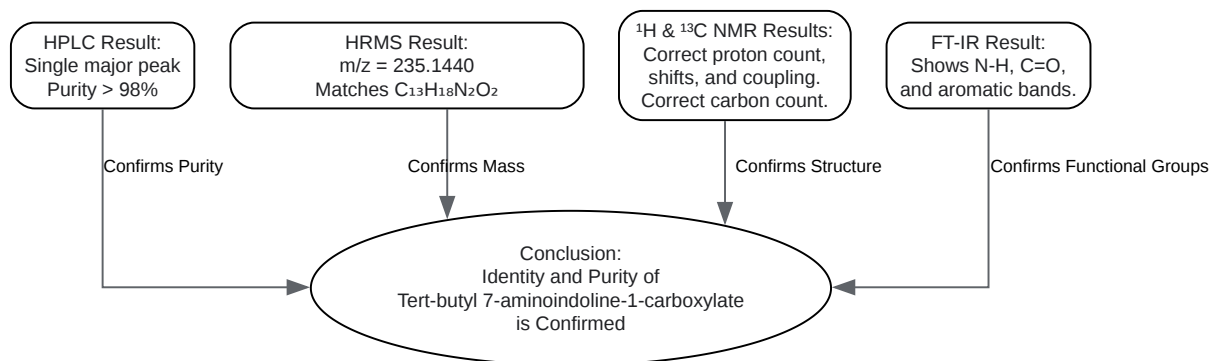 HPLC Result:
Single major peak
Purity > 98%
HRMS Result:
m/z = 235.1440
Matches C₁₃H₁₈N₂O₂
¹H & ¹³C NMR Results:
Correct proton count,
shifts, and coupling.
Correct carbon count.
FT-IR Result:
Shows N-H, C=O,
and aromatic bands.
Confirms Purity
Confirms Mass
Confirms Structure
Confirms Functional Groups
Conclusion:
Identity and Purity of
Tert-butyl 7-aminoindoline-1-carboxylate
is Confirmed